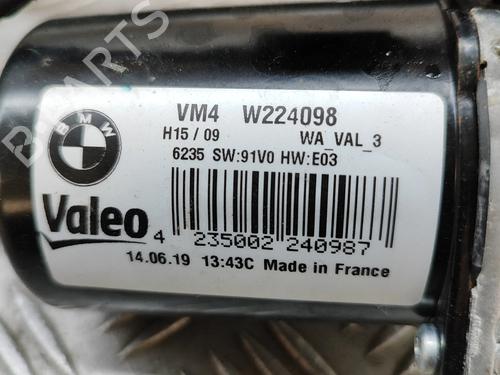 B-PARTS
BMW
VM4 W224098
H15 / 09 WA_VAL_3
6235 SW:91V0 HW:E03
Valeo
4 235002 240987
14.06.19 13:43C Made in France